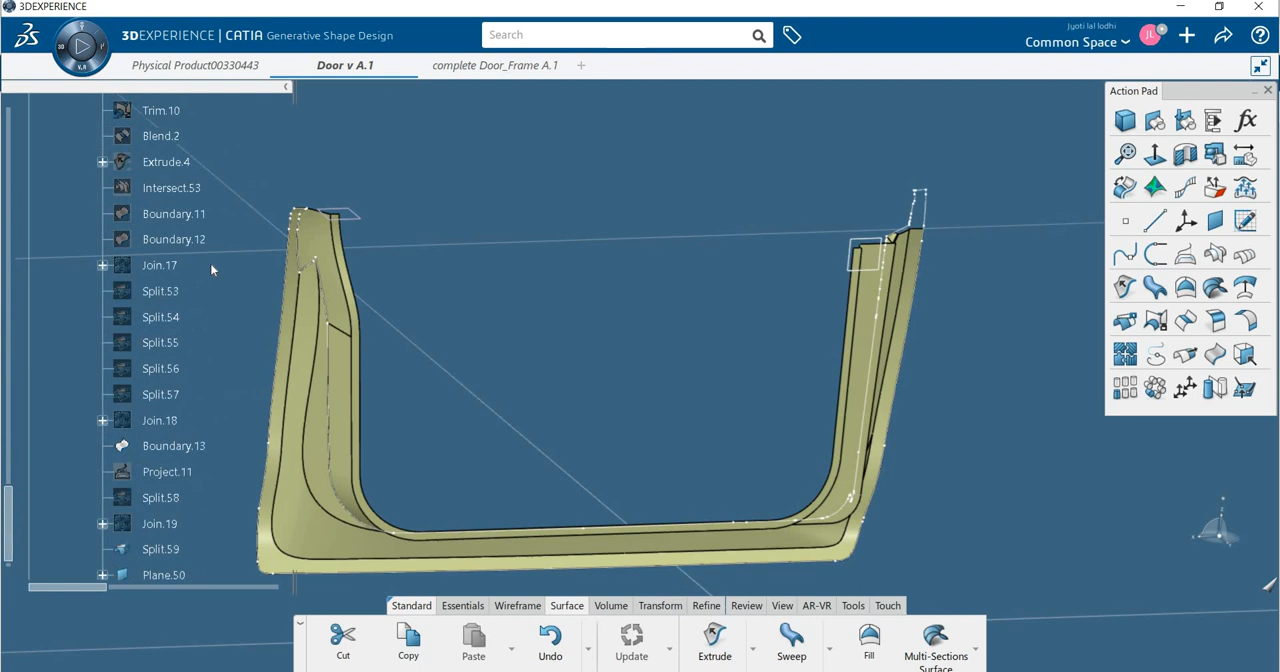 3DEXPERIENCE
3DEXPERIENCE | CATIA Generative Shape Design
3D
V.R
Search
Jyoti lal lodhi
Common Space
JL
Physical Product00330443
Door v A.1
complete Door_Frame A.1
Trim.10
Blend.2
Extrude.4
Intersect.53
Boundary.11
Boundary.12
Join.17
Split.53
Split.54
Split.55
Split.56
Split.57
Join.18
Boundary.13
Project.11
Split.58
Join.19
Split.59
Plane.50
Action Pad
fx
Standard
Essentials
Wireframe
Surface
Volume
Transform
Refine
Review
View
AR-VR
Tools
Touch
Cut
Copy
Paste
Undo
Update
Extrude
Sweep
Fill
Multi-Sections
Surface